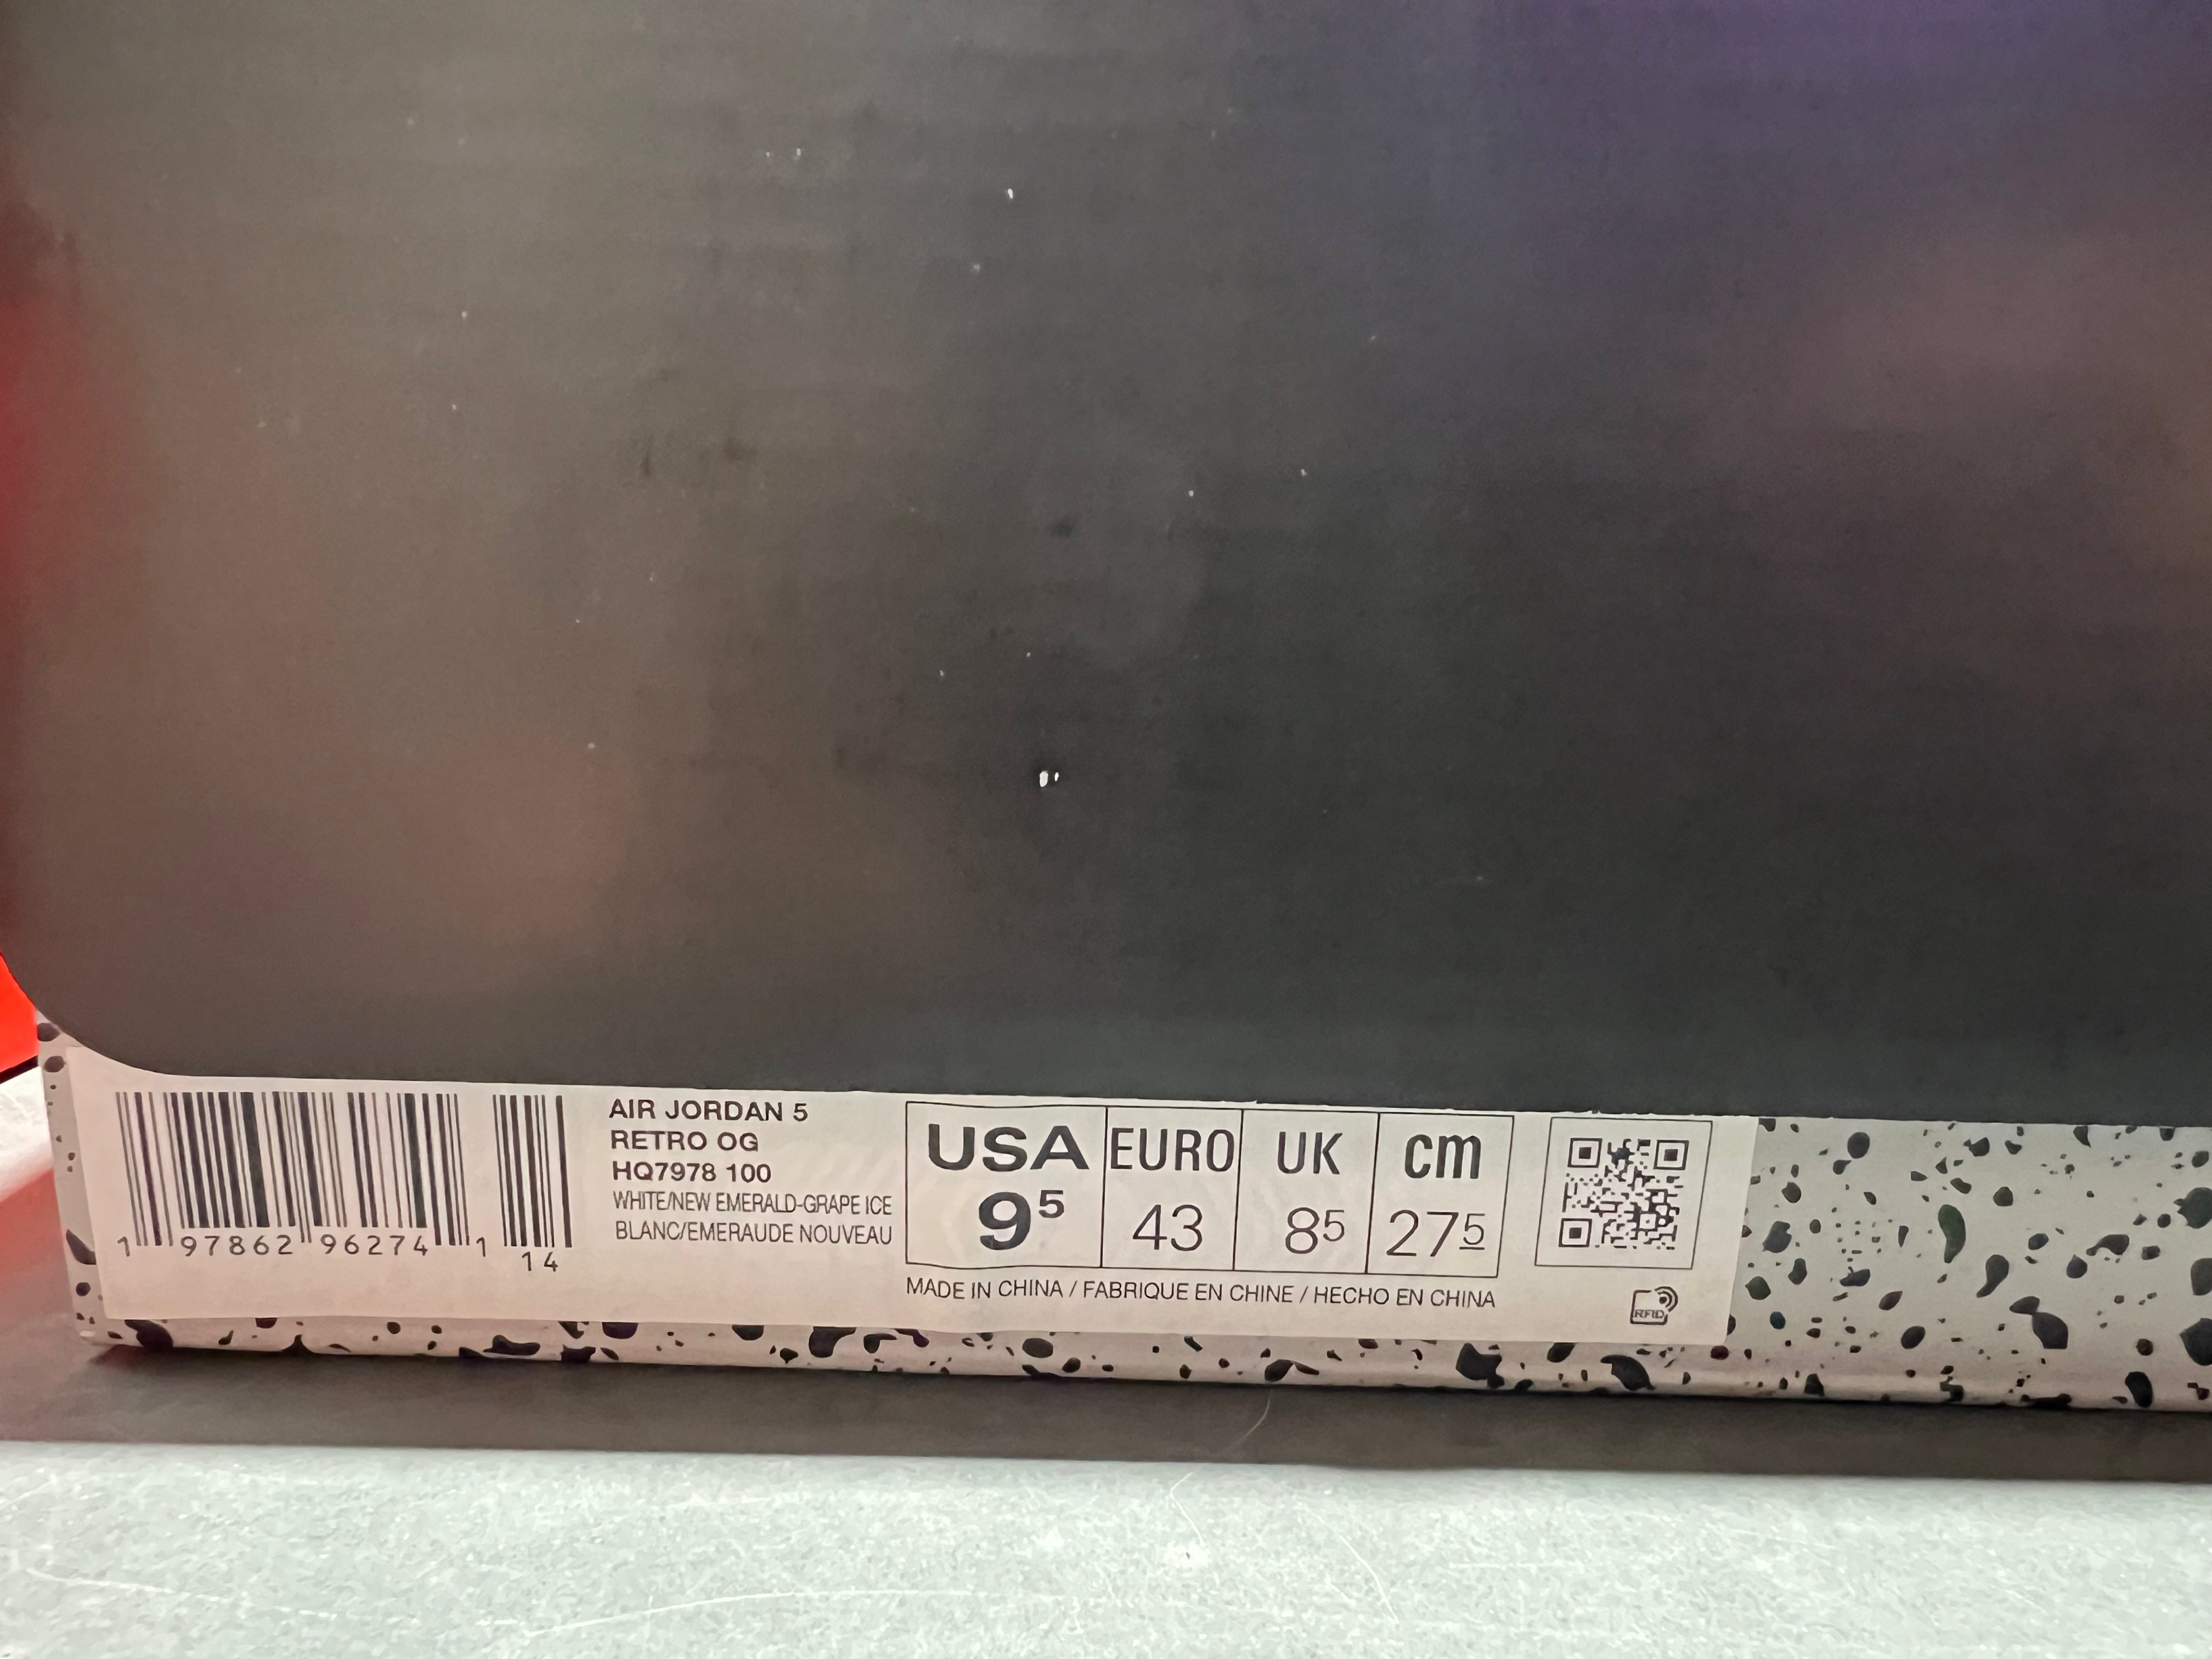 AIR JORDAN 5
RETRO OG
HQ7978 100
WHITE/NEW EMERALD-GRAPE ICE
BLANC/EMERAUDE NOUVEAU
1 97862 96274 1
14
USA EURO UK cm
9⁵ 43 8⁵ 27⁵
MADE IN CHINA / FABRIQUE EN CHINE / HECHO EN CHINA
RFID